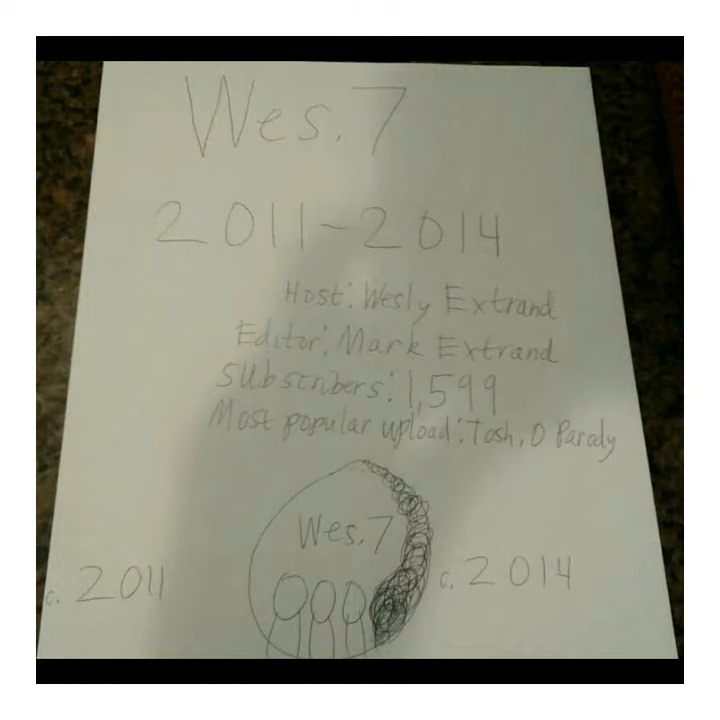 Wes.7
2011-2014
Host: Wesly Extrand
Editor: Mark Extrand
Subscribers: 1,599
Most popular upload: Tosh.0 Parady
Wes.7
c. 2011
c. 2014